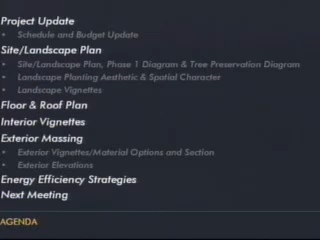 Project Update
• Schedule and Budget Update
Site/Landscape Plan
• Site/Landscape Plan, Phase 1 Diagram & Tree Preservation Diagram
• Landscape Planting Aesthetic & Spatial Character
• Landscape Vignettes
Floor & Roof Plan
Interior Vignettes
Exterior Massing
• Exterior Vignettes/Material Options and Section
• Exterior Elevations
Energy Efficiency Strategies
Next Meeting
AGENDA